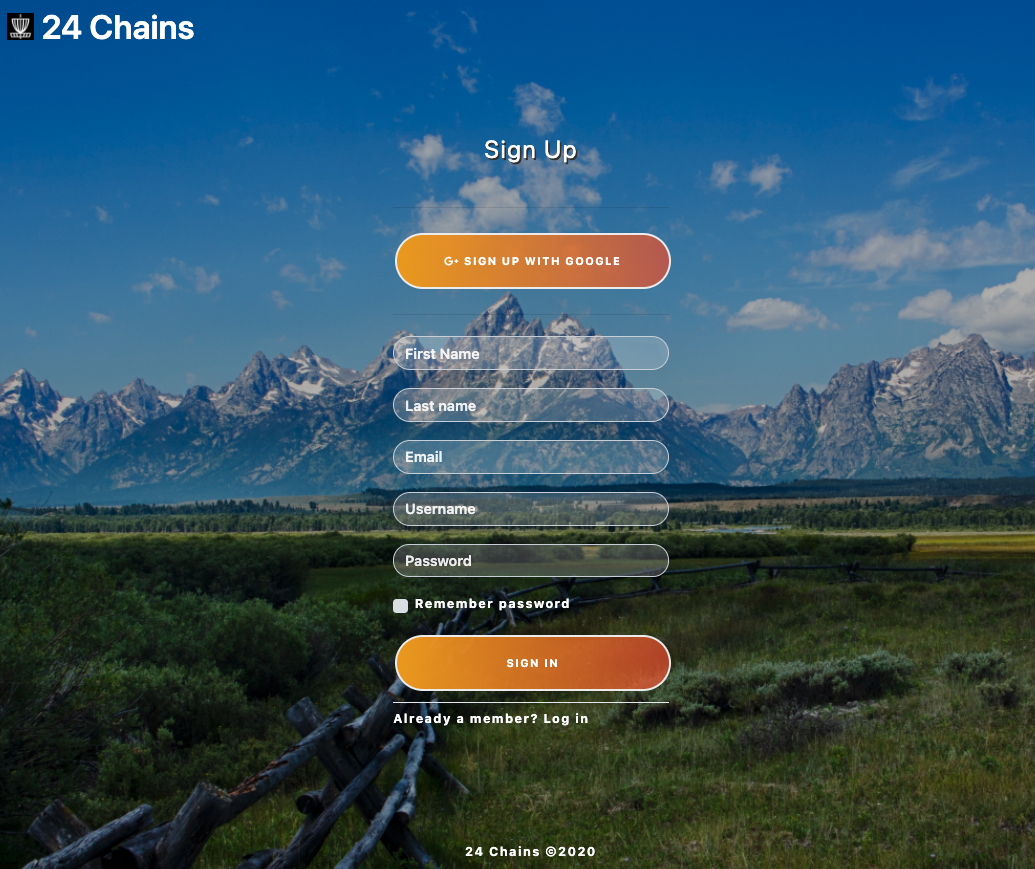 24 Chains
Sign Up
G+ SIGN UP WITH GOOGLE
First Name
Last name
Email
Username
Password
Remember password
SIGN IN
Already a member? Log in
24 Chains ©2020